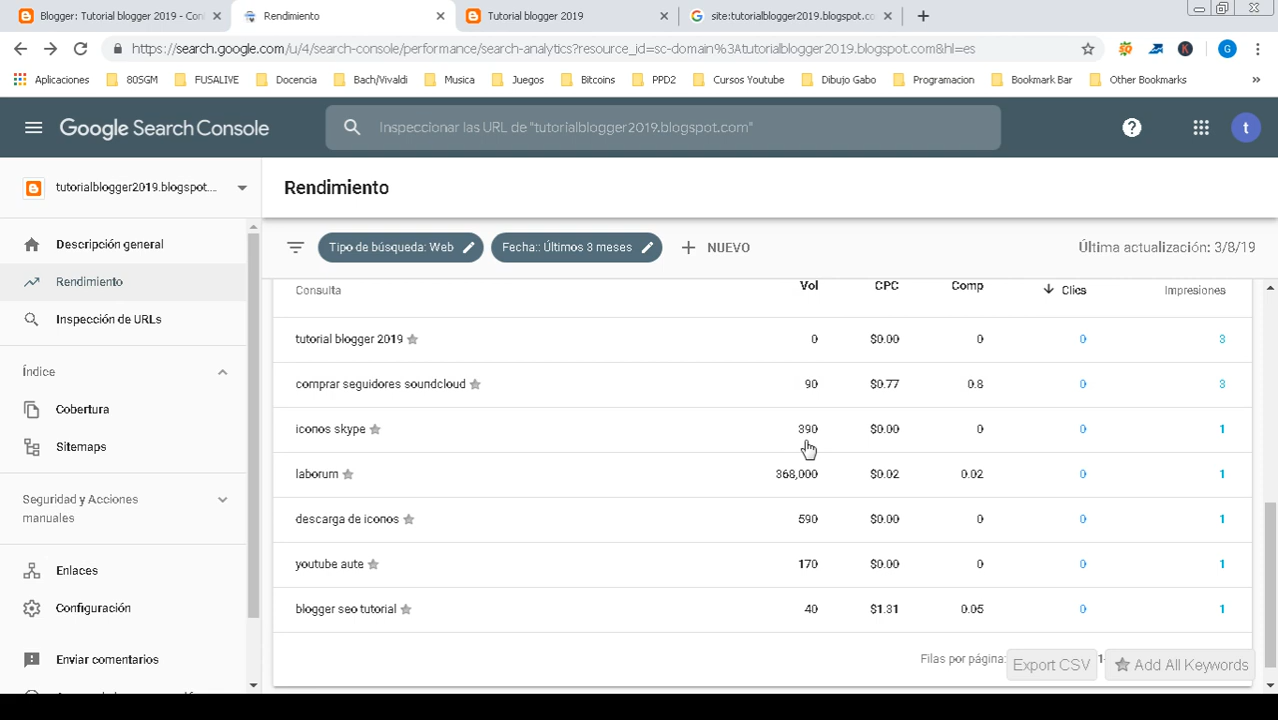 Blogger: Tutorial blogger 2019 - Con
Rendimiento
Tutorial blogger 2019
site:tutorialblogger2019.blogspot.co
https://search.google.com/u/4/search-console/performance/search-analytics?resource_id=sc-domain%3Atutorialblogger2019.blogspot.com&hl=es
G
Aplicaciones
80SGM
FUSALIVE
Docencia
Bach/Vivaldi
Musica
Juegos
Bitcoins
PPD2
Cursos Youtube
Dibujo Gabo
Programacion
Bookmark Bar
Other Bookmarks
»
Google Search Console
Inspeccionar las URL de "tutorialblogger2019.blogspot.com"
t
tutorialblogger2019.blogspot....
Rendimiento
Descripción general
Rendimiento
Inspección de URLs
Índice
Cobertura
Sitemaps
Seguridad y Acciones
manuales
Enlaces
Configuración
Enviar comentarios
Tipo de búsqueda: Web
Fecha:: Últimos 3 meses
NUEVO
Última actualización: 3/8/19
Consulta Vol CPC Comp Clics Impresiones
tutorial blogger 2019 0 $0.00 0 0 3
comprar seguidores soundcloud 90 $0.77 0.8 0 3
iconos skype 390 $0.00 0 0 1
laborum 368,000 $0.02 0.02 0 1
descarga de iconos 590 $0.00 0 0 1
youtube aute 170 $0.00 0 0 1
blogger seo tutorial 40 $1.31 0.05 0 1
Filas por página:
Export CSV
1-
Add All Keywords